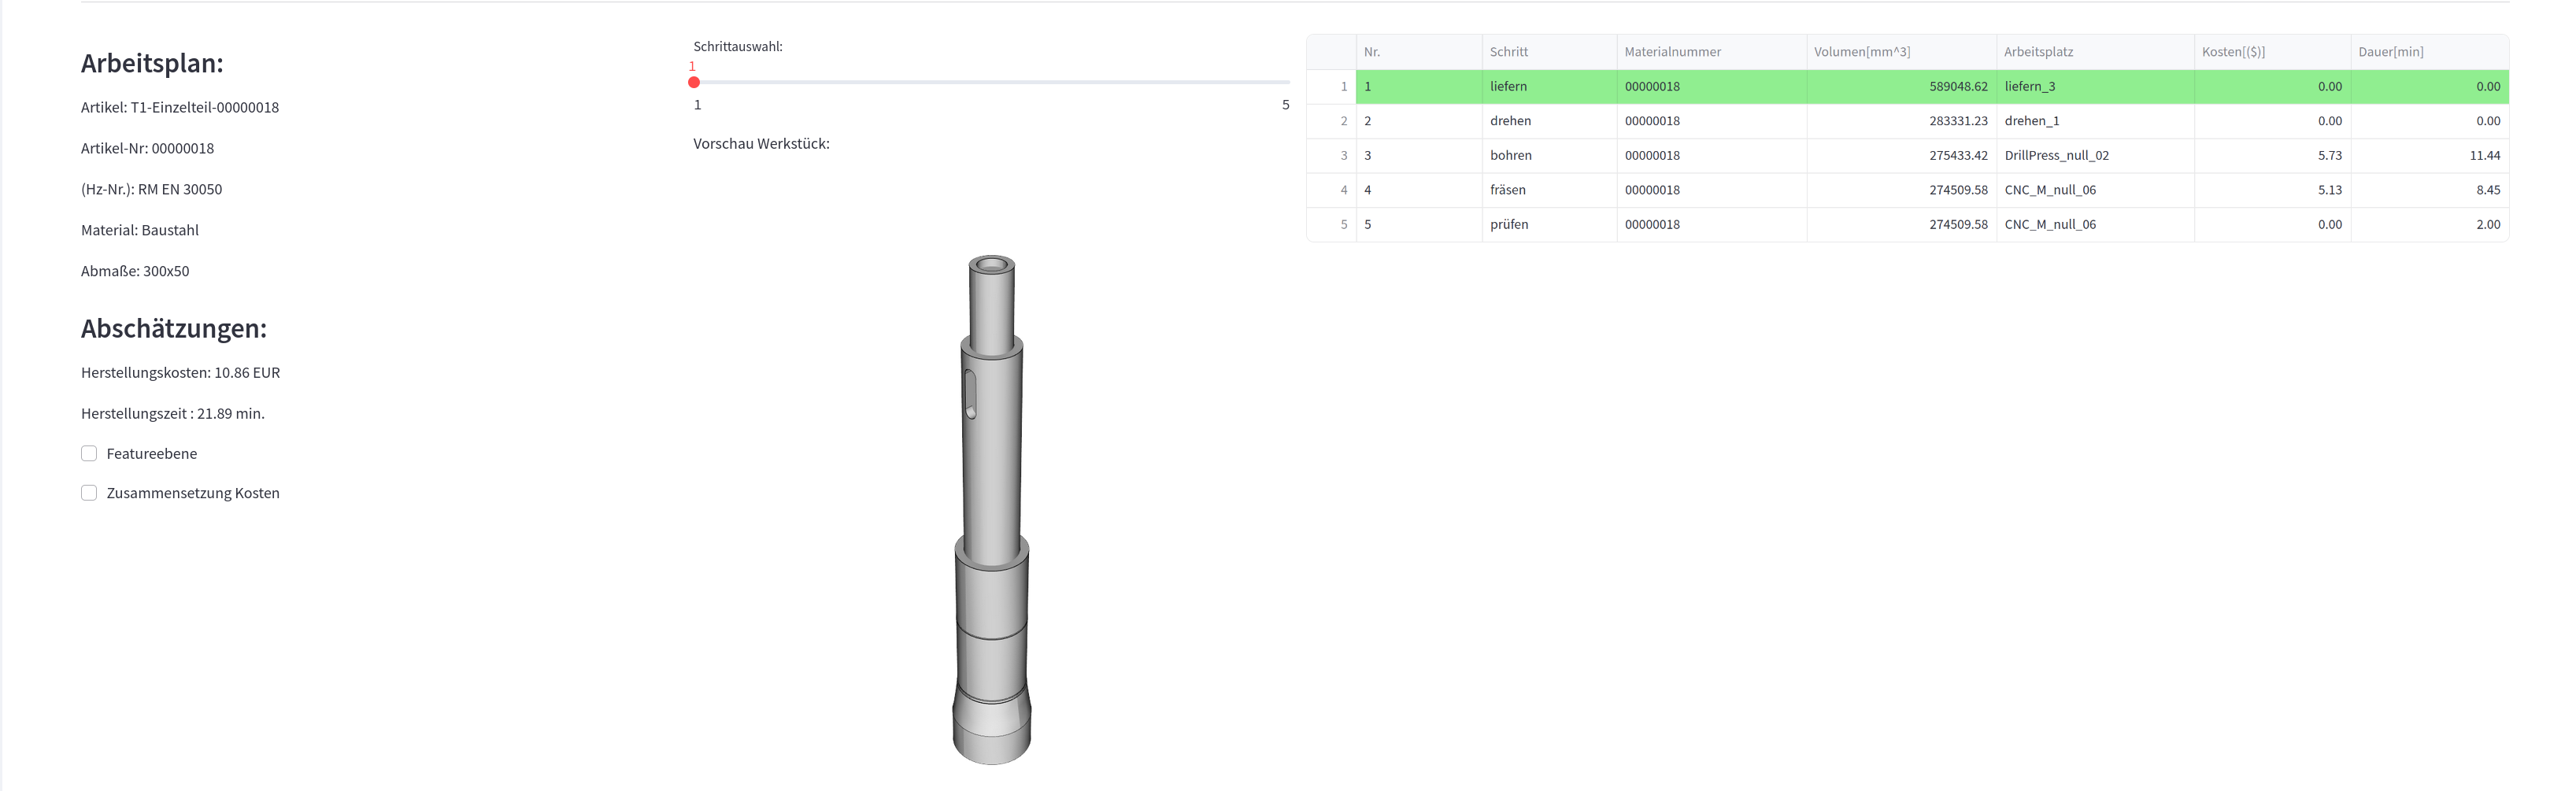 Arbeitsplan:
Artikel: T1-Einzelteil-00000018
Artikel-Nr: 00000018
(Hz-Nr.): RM EN 30050
Material: Baustahl
Abmaße: 300x50
Abschätzungen:
Herstellungskosten: 10.86 EUR
Herstellungszeit : 21.89 min.
Featureebene
Zusammensetzung Kosten
Schrittauswahl:
1
1 5
Vorschau Werkstück:
Nr. Schritt Materialnummer Volumen[mm^3] Arbeitsplatz Kosten[($)] Dauer[min]
1 1 liefern 00000018 589048.62 liefern_3 0.00 0.00
2 2 drehen 00000018 283331.23 drehen_1 0.00 0.00
3 3 bohren 00000018 275433.42 DrillPress_null_02 5.73 11.44
4 4 fräsen 00000018 274509.58 CNC_M_null_06 5.13 8.45
5 5 prüfen 00000018 274509.58 CNC_M_null_06 0.00 2.00